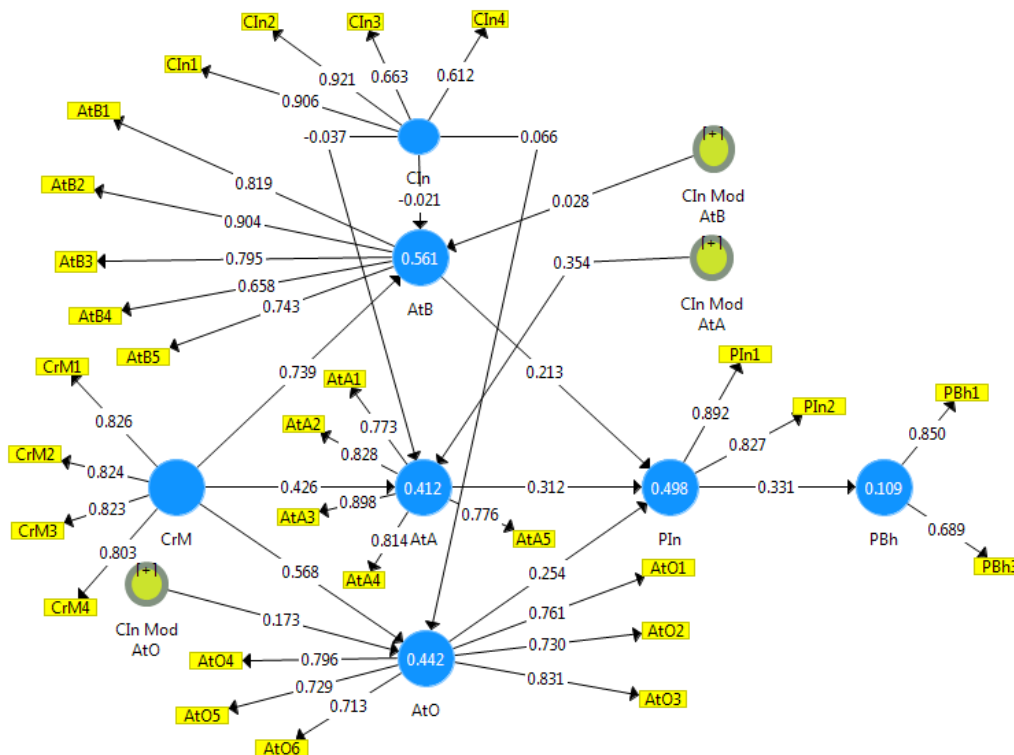 CIn4
CIn3
CIn2
CIn1
0.612
0.663
0.921
0.906
AtB1
-0.037
0.066
[+]
CIn
CIn Mod
AtB
-0.021
0.028
AtB2
0.819
0.904
[+]
AtB3
0.795
0.561
0.354
0.658
0.743
AtB4
AtB
CIn Mod
AtA
AtB5
CrM1
0.739
0.213
PIn1
AtA1
PBh1
0.826
AtA2
0.773
0.892
PIn2
0.827
0.850
CrM2
0.824
0.828
CrM3
0.823
0.426
0.412
0.312
0.498
0.331
0.109
AtA3
0.898
0.776
CrM
AtA
PIn
PBh
0.803
0.814
AtA5
0.689
CrM4
[+]
0.568
AtA4
0.254
AtO1
PBh3
CIn Mod
AtO
0.173
0.761
AtO2
0.730
AtO4
0.796
0.442
0.831
AtO3
AtO5
0.729
0.713
AtO
AtO6